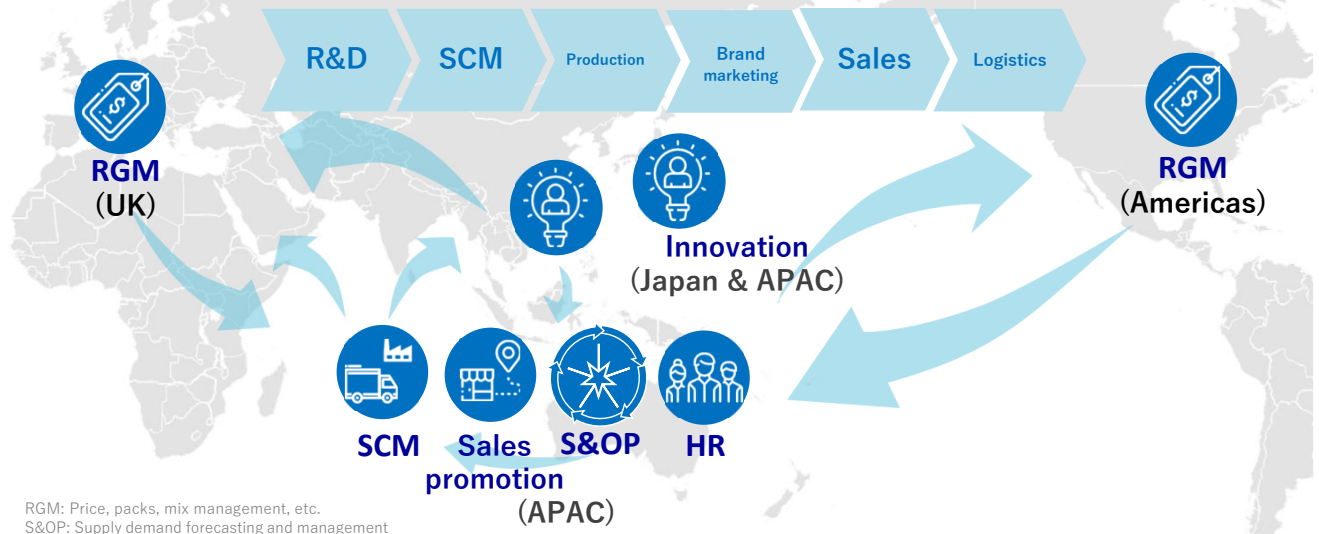 R&D
SCM
Production
Brand
marketing
Sales
Logistics
RGM
(UK)
Innovation
(Japan & APAC)
RGM
(Americas)
SCM
Sales
promotion
S&OP
HR
(APAC)
RGM: Price, packs, mix management, etc.
S&OP: Supply demand forecasting and management